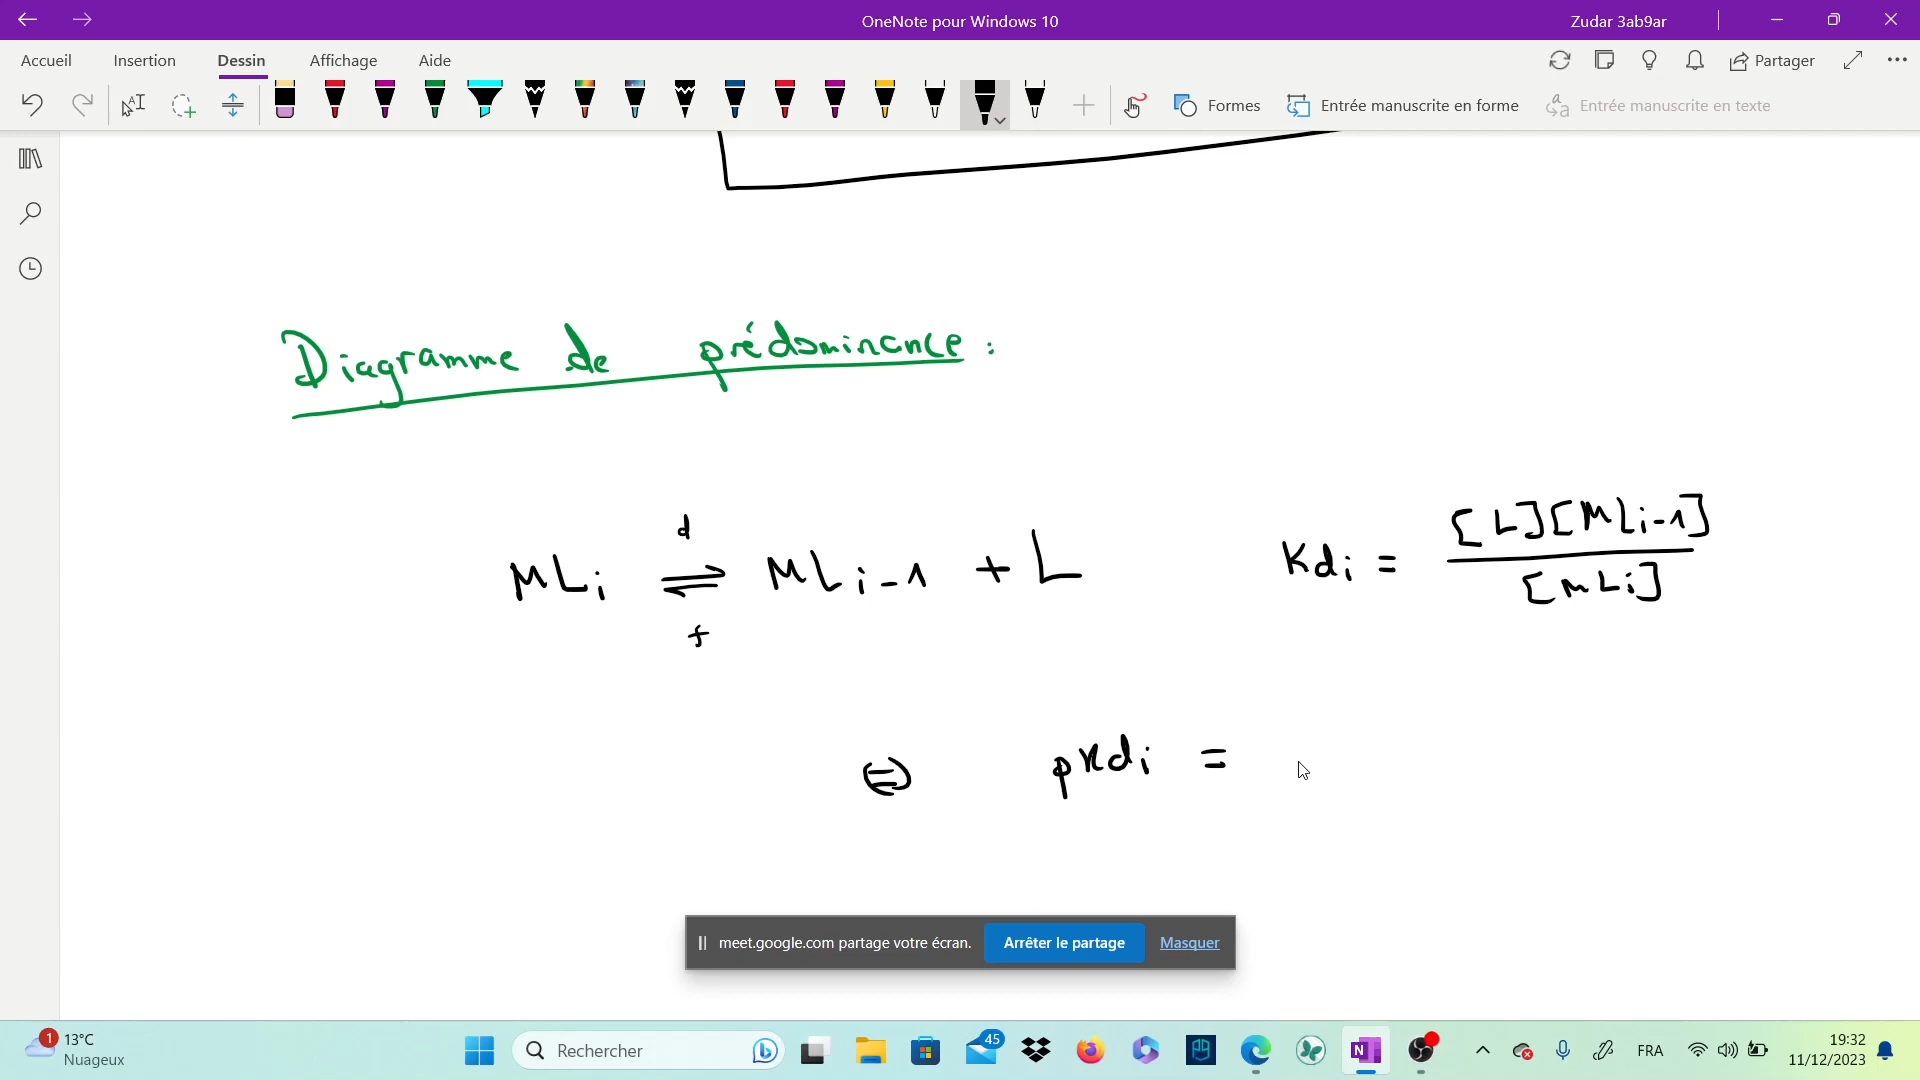 OneNote pour Windows 10
Zudar 3ab9ar
Accueil Insertion Dessin Affichage Aide
Partager
Formes Entrée manuscrite en forme Entrée manuscrite en texte
Diagramme de prédominance :
d
MLi ⇌ MLi-1 + L
f
Kdi = [L][MLi-1] / [MLi]
⇔ pKdi =
meet.google.com partage votre écran. Arrêter le partage Masquer
1 13°C
Nuageux
Rechercher
45
N
FRA
19:32
11/12/2023